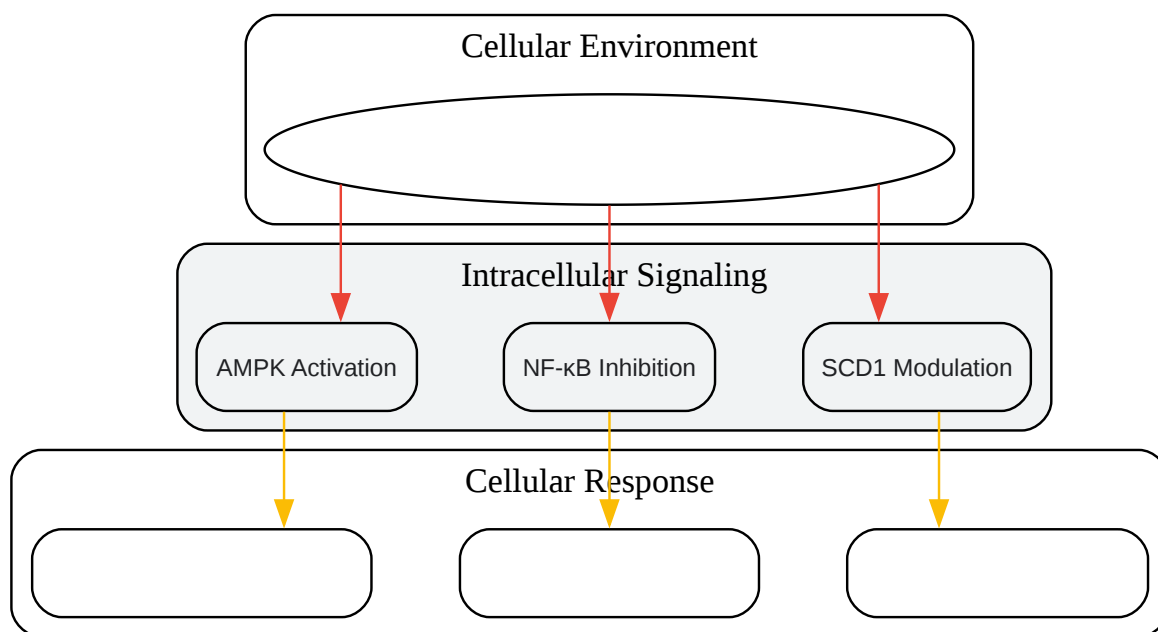 Cellular Environment
Intracellular Signaling
AMPK Activation
NF-κB Inhibition
SCD1 Modulation
Cellular Response